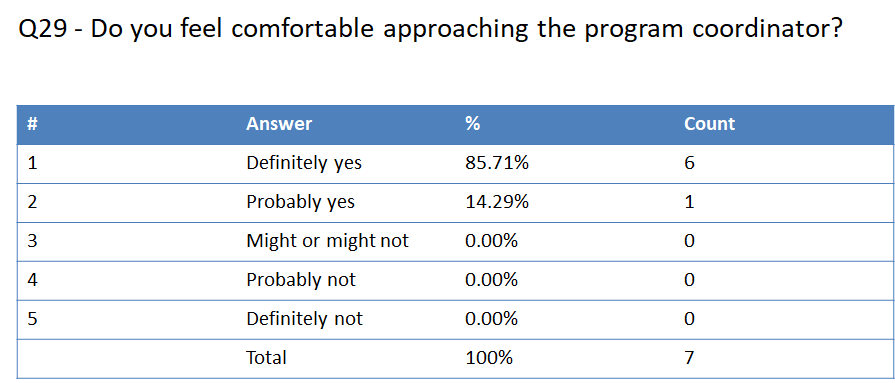 Q29 - Do you feel comfortable approaching the program coordinator?
# Answer % Count
1 Definitely yes 85.71% 6
2 Probably yes 14.29% 1
3 Might or might not 0.00% 0
4 Probably not 0.00% 0
5 Definitely not 0.00% 0
Total 100% 7